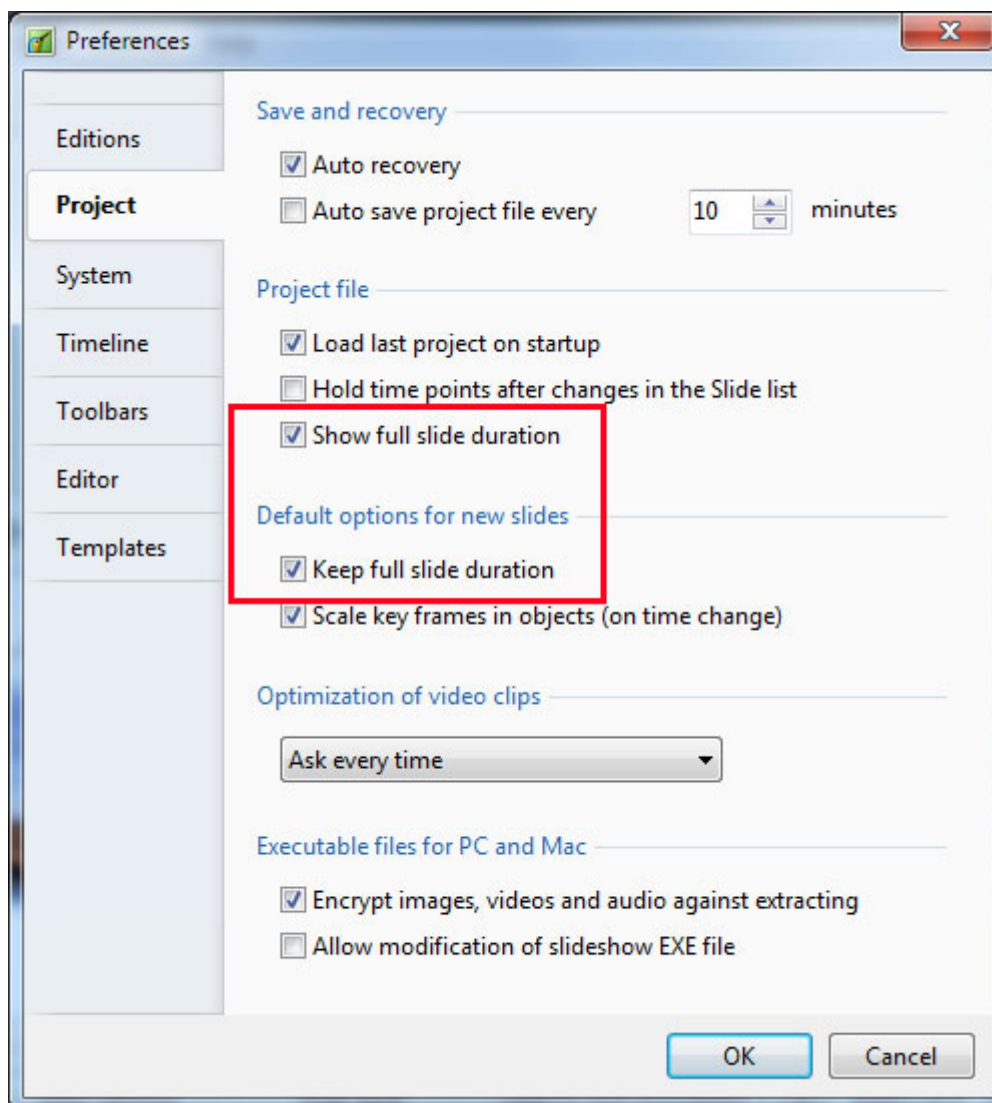 Preferences
Editions
Project
System
Timeline
Toolbars
Editor
Templates
Save and recovery
Auto recovery
Auto save project file every 10 minutes
Project file
Load last project on startup
Hold time points after changes in the Slide list
Show full slide duration
Default options for new slides
Keep full slide duration
Scale key frames in objects (on time change)
Optimization of video clips
Ask every time
Executable files for PC and Mac
Encrypt images, videos and audio against extracting
Allow modification of slideshow EXE file
OK Cancel